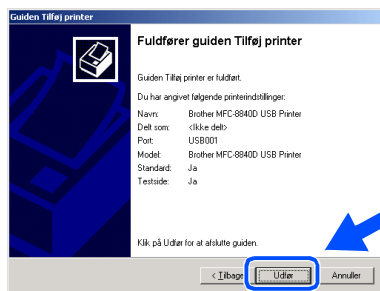 Guiden Tilføj printer
Fuldfører guiden Tilføj printer
Guiden Tilføj printer er fuldført.
Du har angivet følgende printerindstillinger:
Navn: Brother MFC-8840D USB Printer
Delt som: <Ikke delt>
Port: USB001
Model: Brother MFC-8840D USB Printer
Standard: Ja
Testside: Ja
Klik på Udfør for at afslutte guiden.
< Tilbage Udfør Annuller